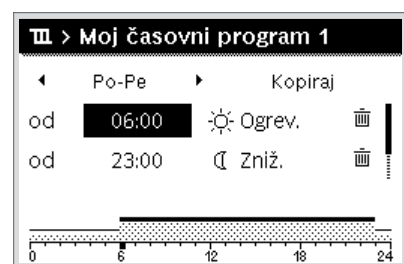 > Moj časovni program 1
Po-Pe Kopiraj
od 06:00 Ogrev.
od 23:00 Zniž.
0 6 12 18 24